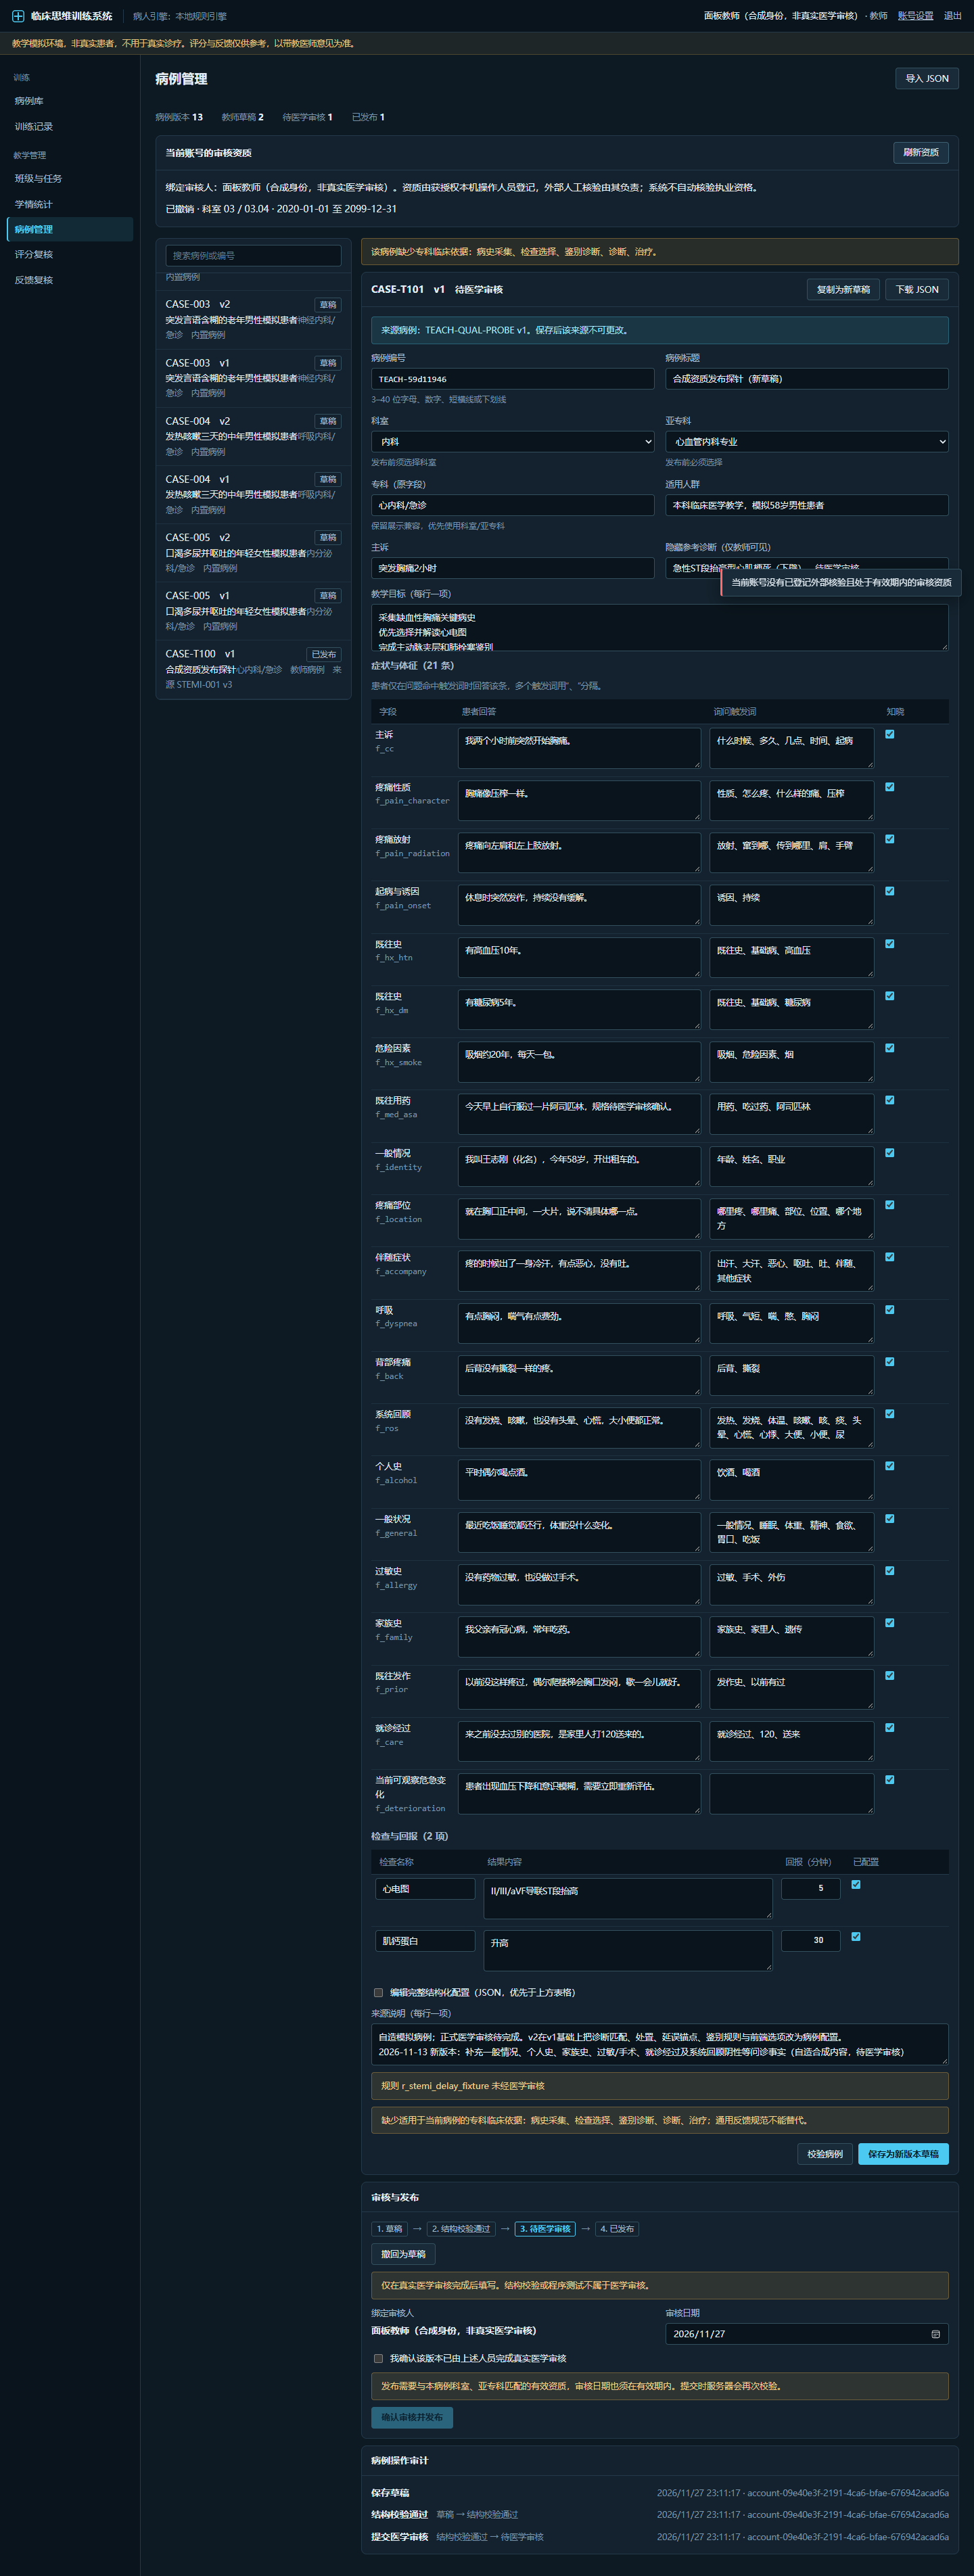 临床思维训练系统
病人引擎：本地规则引擎
面板教师（合成身份，非真实医学审核） · 教师
账号设置
退出
教学模拟环境，非真实患者，不用于真实诊疗。评分与反馈仅供参考，以带教医师意见为准。
训练
病例库
训练记录
教学管理
班级与任务
学情统计
病例管理
评分复核
反馈复核
病例管理
导入 JSON
病例版本 13
教师草稿 2
待医学审核 1
已发布 1
当前账号的审核资质
刷新资质
绑定审核人：面板教师（合成身份，非真实医学审核）。资质由获授权本机操作人员登记，外部人工核验由其负责；系统不自动核验执业资格。
已撤销 · 科室 03 / 03.04 · 2020-01-01 至 2099-12-31
搜索病例或编号
内置病例
CASE-003 v2
草稿
突发言语含糊的老年男性模拟患者神经内科/
急诊 内置病例
CASE-003 v1
草稿
突发言语含糊的老年男性模拟患者神经内科/
急诊 内置病例
CASE-004 v2
草稿
发热咳嗽三天的中年男性模拟患者呼吸内科/
急诊 内置病例
CASE-004 v1
草稿
发热咳嗽三天的中年男性模拟患者呼吸内科/
急诊 内置病例
CASE-005 v2
草稿
口渴多尿并呕吐的年轻女性模拟患者内分泌
科/急诊 内置病例
CASE-005 v1
草稿
口渴多尿并呕吐的年轻女性模拟患者内分泌
科/急诊 内置病例
CASE-T100 v1
已发布
合成资质发布探针心内科/急诊 教师病例 来
源 STEMI-001 v3
该病例缺少专科临床依据：病史采集、检查选择、鉴别诊断、诊断、治疗。
CASE-T101 v1 待医学审核
复制为新草稿
下载 JSON
来源病例：TEACH-QUAL-PROBE v1。保存后该来源不可更改。
病例编号
病例标题
TEACH-59d11946
合成资质发布探针（新草稿）
3–40 位字母、数字、短横线或下划线
科室
亚专科
内科
心血管内科专业
发布前须选择科室
发布前必须选择
专科（原字段）
适用人群
心内科/急诊
本科临床医学教学，模拟58岁男性患者
保留展示兼容，优先使用科室/亚专科
主诉
隐藏参考诊断（仅教师可见）
突发胸痛2小时
急性ST段抬高型心肌梗死（下壁），待医学审核
当前账号没有已登记外部核验且处于有效期内的审核资质
教学目标（每行一项）
采集缺血性胸痛关键病史
优先选择并解读心电图
完成主动脉夹层和肺栓塞鉴别
症状与体征（21 条）
患者仅在问题命中触发词时回答该条，多个触发词用“、”分隔。
字段
患者回答
询问触发词
知晓
主诉
f_cc
我两个小时前突然开始胸痛。
什么时候、多久、几点、时间、起病
疼痛性质
f_pain_character
胸痛像压榨一样。
性质、怎么疼、什么样的痛、压榨
疼痛放射
f_pain_radiation
疼痛向左肩和左上肢放射。
放射、窜到哪、传到哪里、肩、手臂
起病与诱因
f_pain_onset
休息时突然发作，持续没有缓解。
诱因、持续
既往史
f_hx_htn
有高血压10年。
既往史、基础病、高血压
既往史
f_hx_dm
有糖尿病5年。
既往史、基础病、糖尿病
危险因素
f_hx_smoke
吸烟约20年，每天一包。
吸烟、危险因素、烟
既往用药
f_med_asa
今天早上自行服过一片阿司匹林，规格待医学审核确认。
用药、吃过药、阿司匹林
一般情况
f_identity
我叫王志刚（化名），今年58岁，开出租车的。
年龄、姓名、职业
疼痛部位
f_location
就在胸口正中间，一大片，说不清具体哪一点。
哪里疼、哪里痛、部位、位置、哪个地
方
伴随症状
f_accompany
疼的时候出了一身冷汗，有点恶心，没有吐。
出汗、大汗、恶心、呕吐、吐、伴随、
其他症状
呼吸
f_dyspnea
有点胸闷，喘气有点费劲。
呼吸、气短、喘、憋、胸闷
背部疼痛
f_back
后背没有撕裂一样的疼。
后背、撕裂
系统回顾
f_ros
没有发烧、咳嗽，也没有头晕、心慌，大小便都正常。
发热、发烧、体温、咳嗽、咳、痰、头
晕、心慌、心悸、大便、小便、尿
个人史
f_alcohol
平时偶尔喝点酒。
饮酒、喝酒
一般状况
f_general
最近吃饭睡觉都还行，体重没什么变化。
一般情况、睡眠、体重、精神、食欲、
胃口、吃饭
过敏史
f_allergy
没有药物过敏，也没做过手术。
过敏、手术、外伤
家族史
f_family
我父亲有冠心病，常年吃药。
家族史、家里人、遗传
既往发作
f_prior
以前没这样疼过，偶尔爬楼梯会胸口发闷，歇一会儿就好。
发作史、以前有过
就诊经过
f_care
来之前没去过别的医院，是家里人打120送来的。
就诊经过、120、送来
当前可观察危急变
化
f_deterioration
患者出现血压下降和意识模糊，需要立即重新评估。
检查与回报（2 项）
检查名称
结果内容
回报（分钟）
已配置
心电图
II/III/aVF导联ST段抬高
5
肌钙蛋白
升高
30
编辑完整结构化配置（JSON，优先于上方表格）
来源说明（每行一项）
自造模拟病例；正式医学审核待完成。v2在v1基础上把诊断匹配、处置、延误锚点、鉴别规则与前端选项改为病例配置。
2026-11-13 新版本：补充一般情况、个人史、家族史、过敏/手术、就诊经过及系统回顾阴性等问诊事实（自造合成内容，待医学审核）
规则 r_stemi_delay_fixture 未经医学审核
缺少适用于当前病例的专科临床依据：病史采集、检查选择、鉴别诊断、诊断、治疗；通用反馈规范不能替代。
校验病例
保存为新版本草稿
审核与发布
1. 草稿 → 2. 结构校验通过 → 3. 待医学审核 → 4. 已发布
撤回为草稿
仅在真实医学审核完成后填写。结构校验或程序测试不属于医学审核。
绑定审核人
审核日期
面板教师（合成身份，非真实医学审核）
2026/11/27
我确认该版本已由上述人员完成真实医学审核
发布需要与本病例科室、亚专科匹配的有效资质，审核日期也须在有效期内。提交时服务器会再次校验。
确认审核并发布
病例操作审计
保存草稿
2026/11/27 23:11:17 · account-09e40e3f-2191-4ca6-bfae-676942acad6a
结构校验通过 草稿 → 结构校验通过
2026/11/27 23:11:17 · account-09e40e3f-2191-4ca6-bfae-676942acad6a
提交医学审核 结构校验通过 → 待医学审核
2026/11/27 23:11:17 · account-09e40e3f-2191-4ca6-bfae-676942acad6a